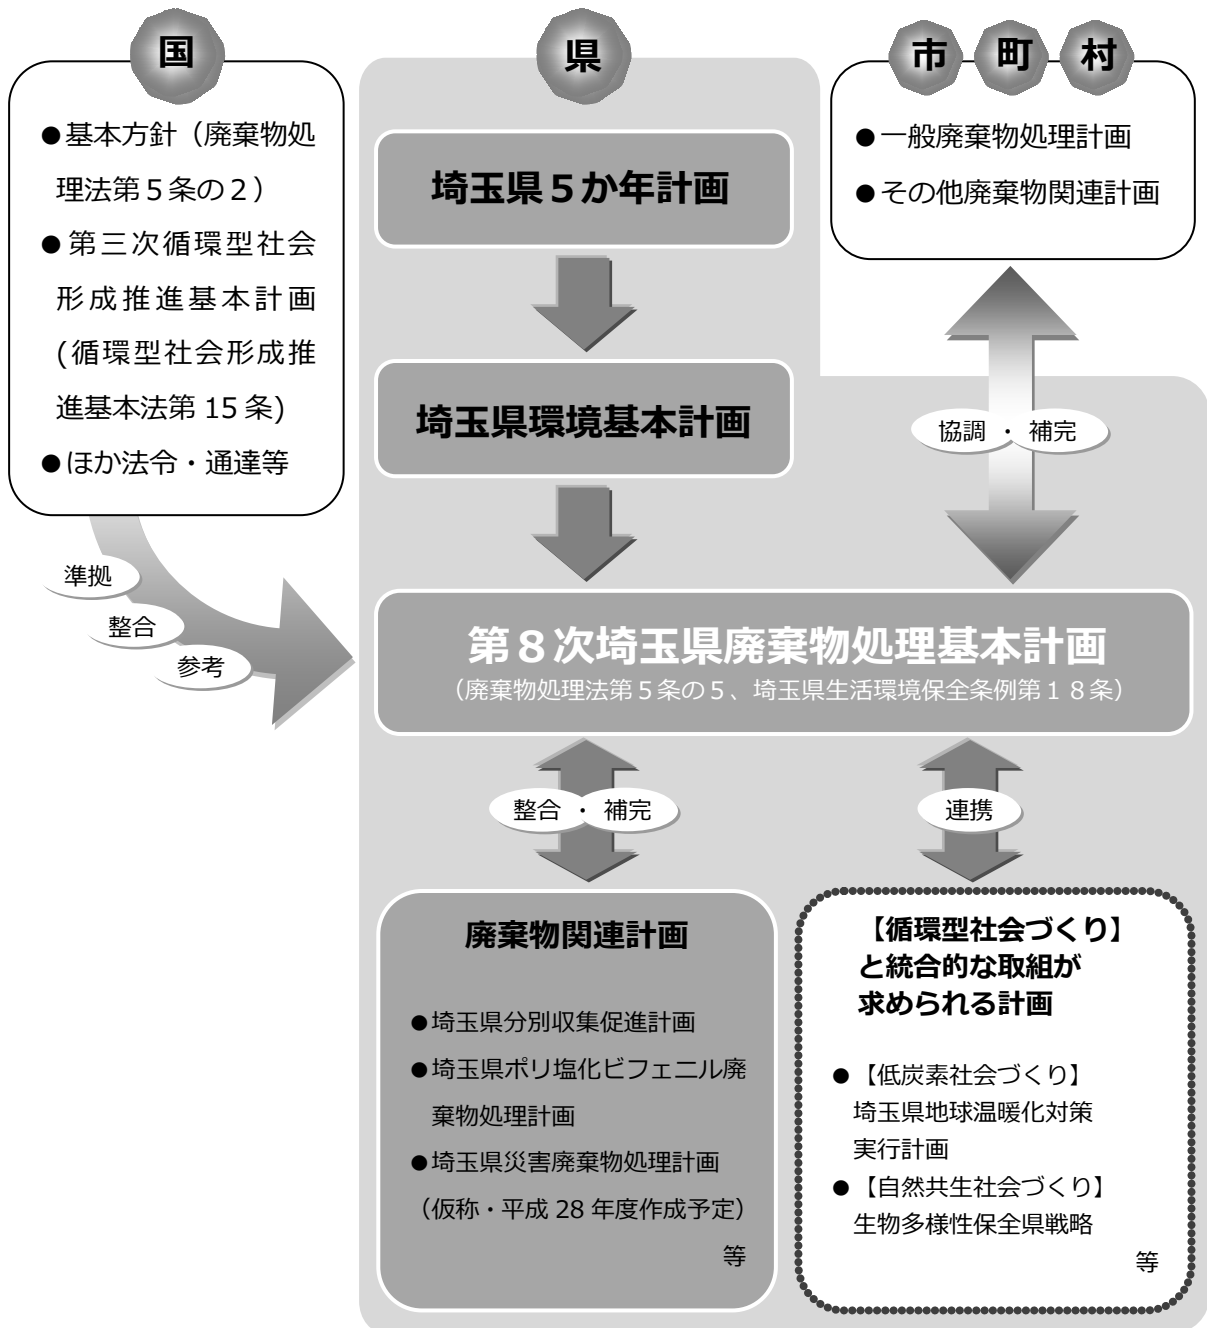 国
●基本方針（廃棄物処
理法第５条の２）
●第三次循環型社会
形成推進基本計画
(循環型社会形成推
進基本法第 15 条)
●ほか法令・通達等
準拠
整合
参考
県
埼玉県５か年計画
埼玉県環境基本計画
市 町 村
●一般廃棄物処理計画
●その他廃棄物関連計画
協調 ・ 補完
第８次埼玉県廃棄物処理基本計画
（廃棄物処理法第５条の５、埼玉県生活環境保全条例第１８条）
整合 ・ 補完
連携
廃棄物関連計画
●埼玉県分別収集促進計画
●埼玉県ポリ塩化ビフェニル廃
棄物処理計画
●埼玉県災害廃棄物処理計画
（仮称・平成 28 年度作成予定）
等
【循環型社会づくり】
と統合的な取組が
求められる計画
●【低炭素社会づくり】
埼玉県地球温暖化対策
実行計画
●【自然共生社会づくり】
生物多様性保全県戦略
等